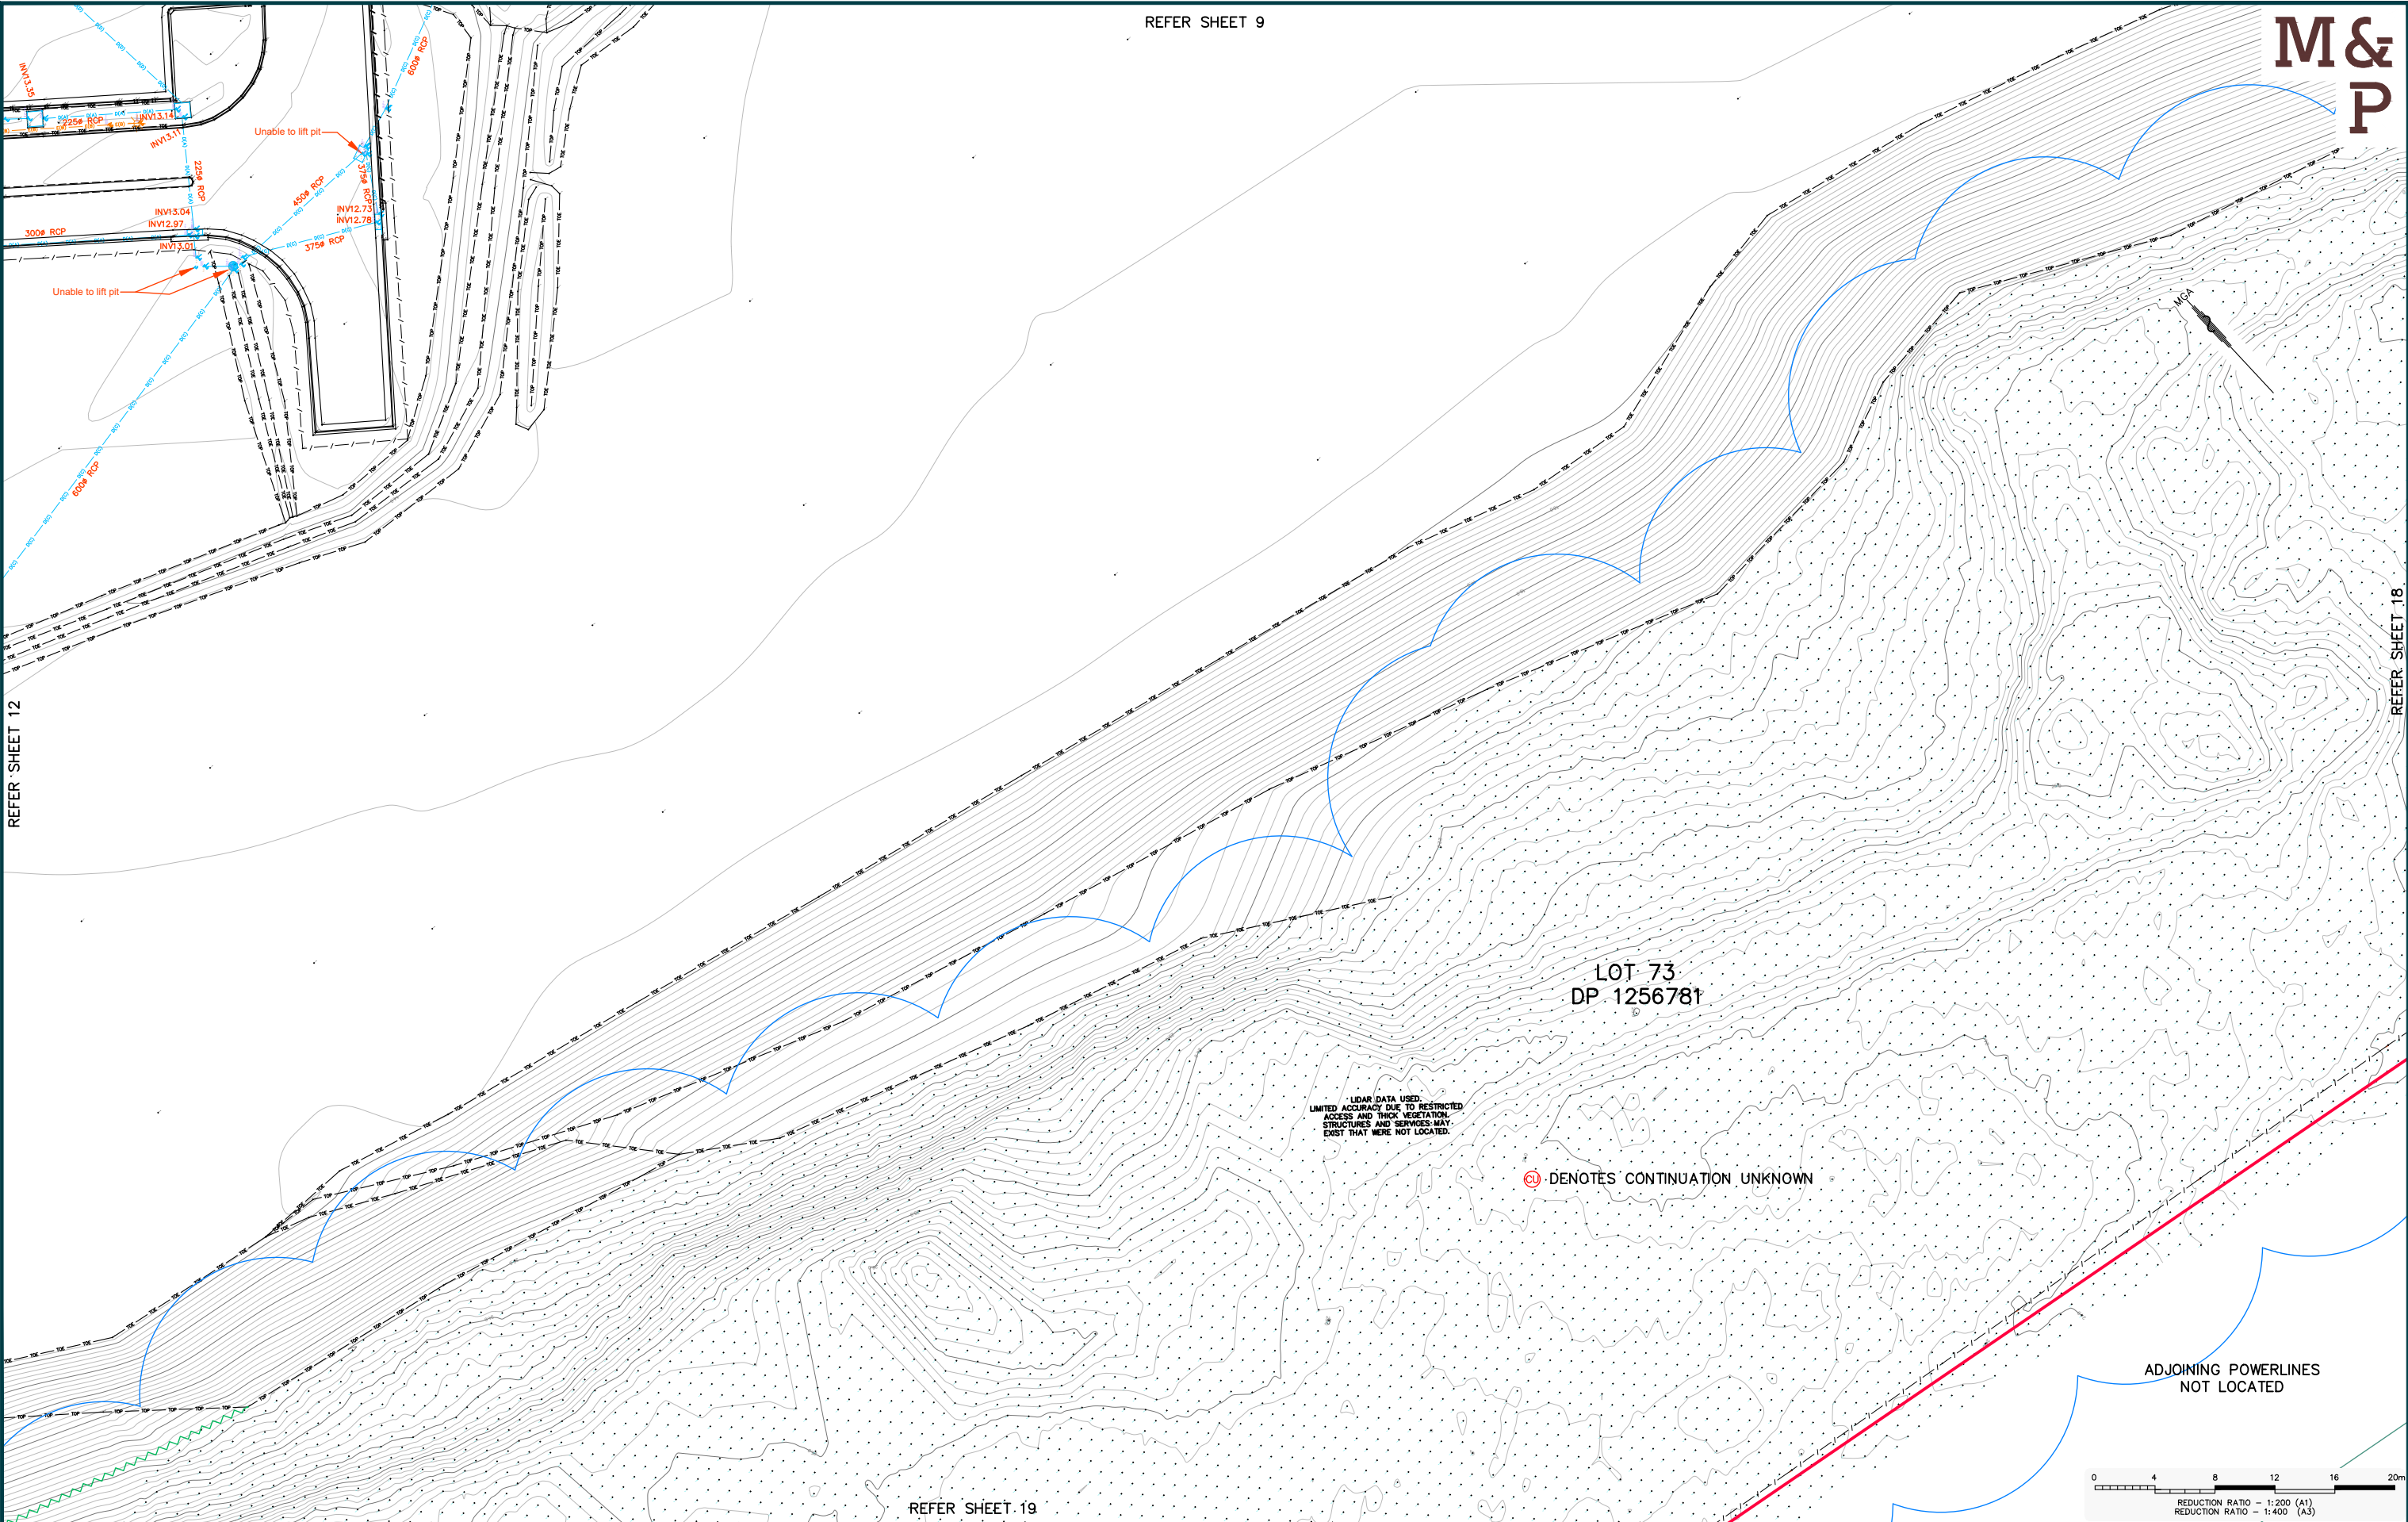 REFER SHEET 9
M&
P
600ø RCP
INV13.35
225ø RCP
INV13.14
INV13.11
Unable to lift pit
225ø RCP
450ø RCP
375ø RCP
INV13.04
INV12.97
INV12.73
INV12.78
300ø RCP
INV13.01
375ø RCP
Unable to lift pit
MGA
600ø RCP
REFER SHEET 12
REFER SHEET 18
LOT 73
DP 1256781
LIDAR DATA USED.
LIMITED ACCURACY DUE TO RESTRICTED
ACCESS AND THICK VEGETATION.
STRUCTURES AND SERVICES MAY
EXIST THAT WERE NOT LOCATED.
CU DENOTES CONTINUATION UNKNOWN
ADJOINING POWERLINES
NOT LOCATED
REFER SHEET 19
0 4 8 12 16 20m
REDUCTION RATIO - 1:200 (A1)
REDUCTION RATIO - 1:400 (A3)